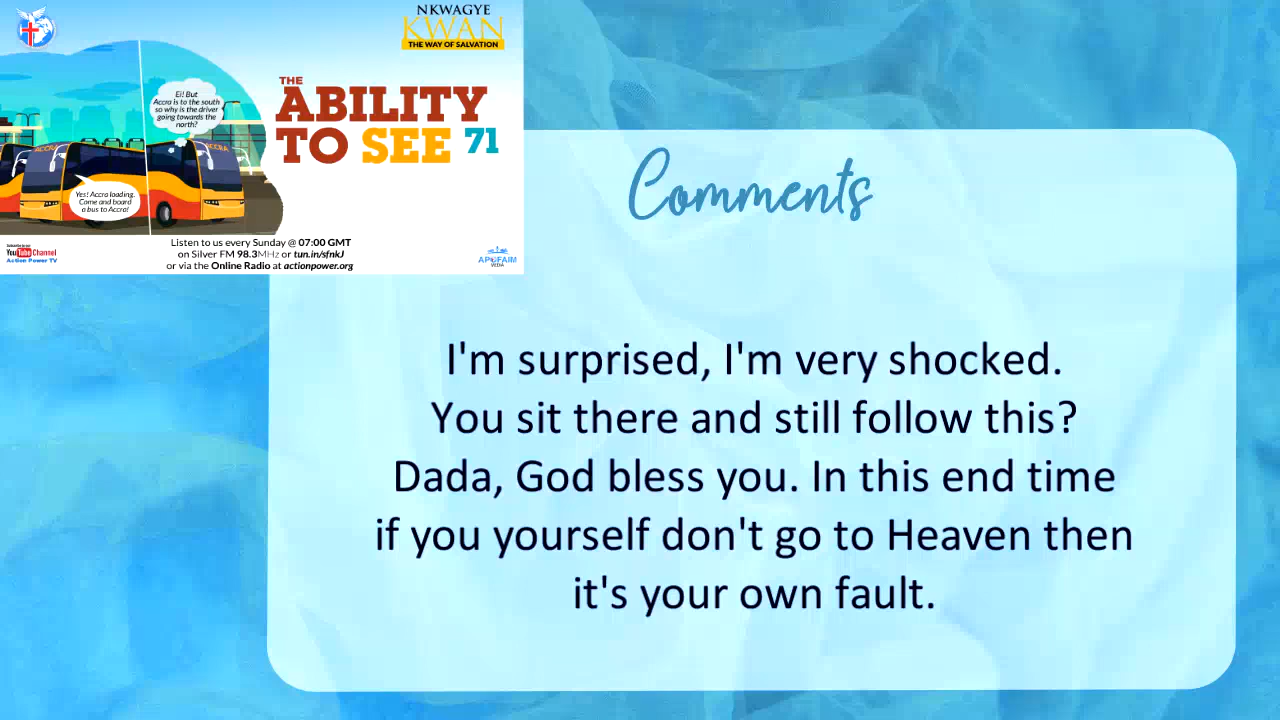 NKWAGYE
KWAN
THE WAY OF SALVATION
THE
ABILITY
TO SEE 71
Ei! But
Accra is to the south
so why is the driver
going towards the
north?
ACCRA
ACCRA
Yes! Accra loading.
Come and board
a bus to Accra!
Listen to us every Sunday @ 07:00 GMT
on Silver FM 98.3MHz or tun.in/sfnkJ
or via the Online Radio at actionpower.org
YouTube Channel
Action Power TV
APOFAIM
MEDIA
Comments
I'm surprised, I'm very shocked.
You sit there and still follow this?
Dada, God bless you. In this end time
if you yourself don't go to Heaven then
it's your own fault.